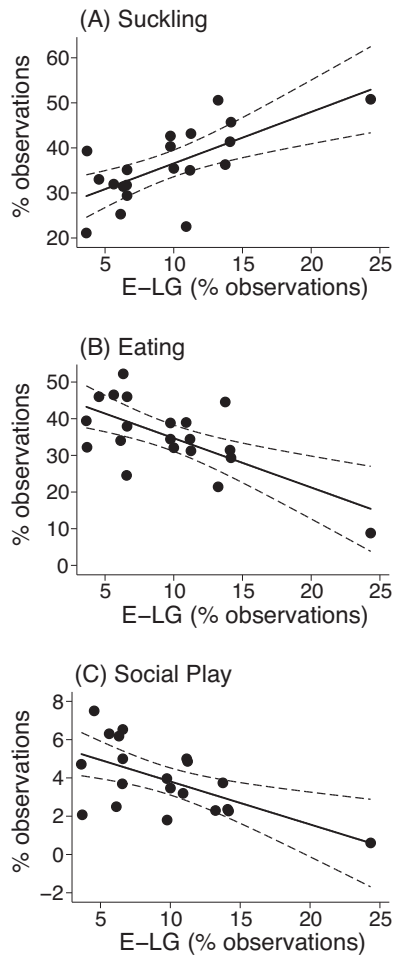 (A) Suckling
% observations
60
50
40
30
20
5 10 15 20 25
E−LG (% observations)
(B) Eating
% observations
50
40
30
20
10
0
5 10 15 20 25
E−LG (% observations)
(C) Social Play
% observations
8
6
4
2
0
−2
5 10 15 20 25
E−LG (% observations)